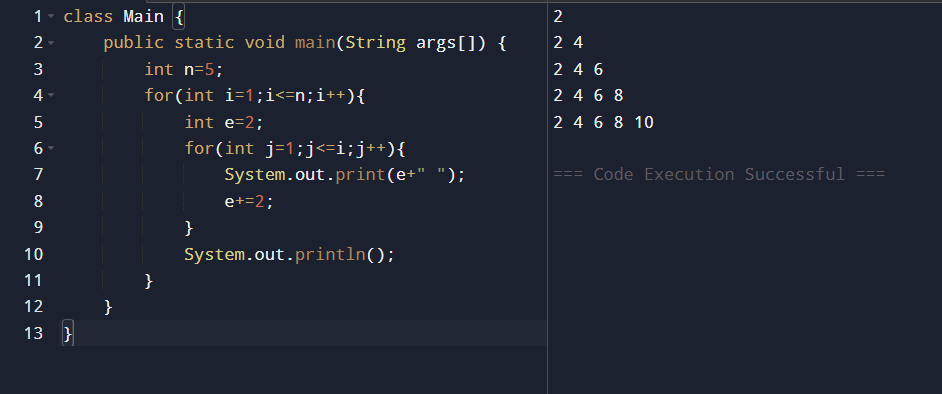 1 class Main {
2     public static void main(String args[]) {
3         int n=5;
4         for(int i=1;i<=n;i++){
5             int e=2;
6             for(int j=1;j<=i;j++){
7                 System.out.print(e+" ");
8                 e+=2;
9             }
10             System.out.println();
11         }
12     }
13 }
2
2 4
2 4 6
2 4 6 8
2 4 6 8 10
=== Code Execution Successful ===